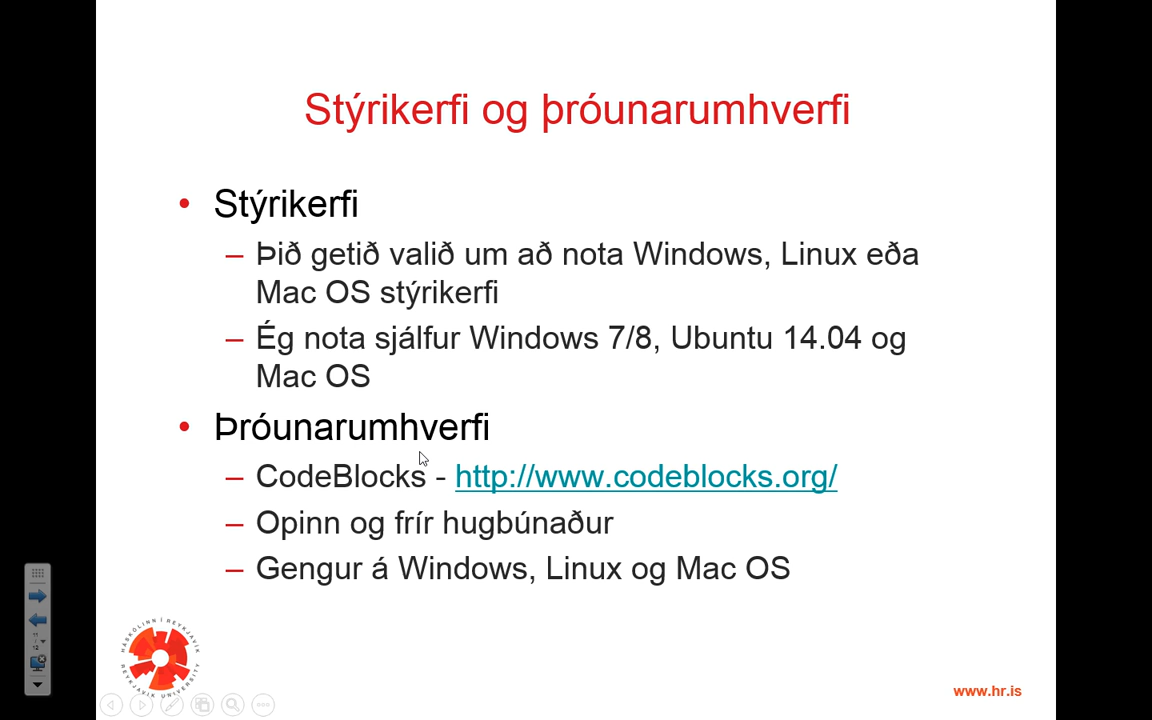 Stýrikerfi og þróunarumhverfi
• Stýrikerfi
– Þið getið valið um að nota Windows, Linux eða
Mac OS stýrikerfi
– Ég nota sjálfur Windows 7/8, Ubuntu 14.04 og
Mac OS
• Þróunarumhverfi
– CodeBlocks - http://www.codeblocks.org/
– Opinn og frír hugbúnaður
– Gengur á Windows, Linux og Mac OS
HÁSKÓLINN Í REYKJAVÍK
REYKJAVIK UNIVERSITY
www.hr.is